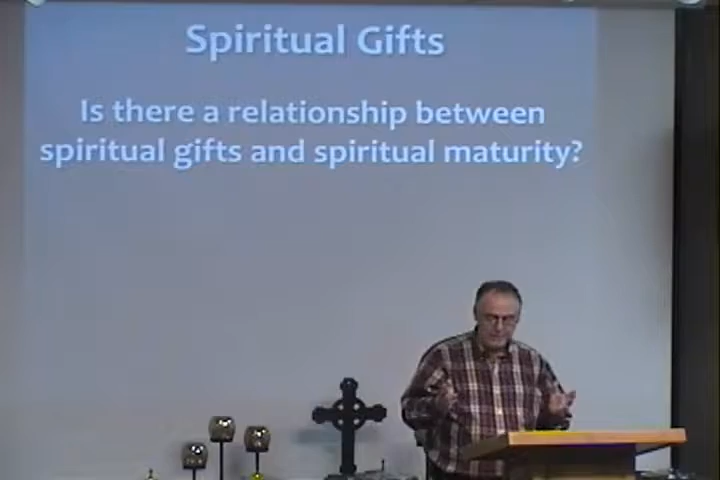 Spiritual Gifts
Is there a relationship between
spiritual gifts and spiritual maturity?